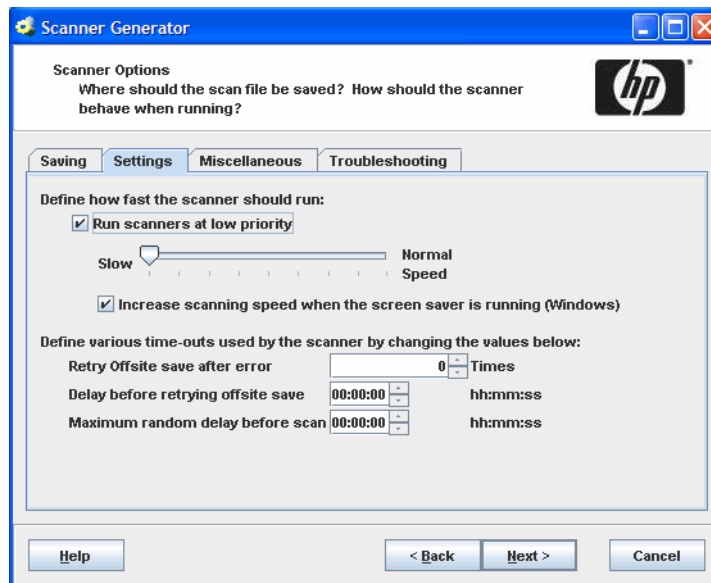 Scanner Generator
Scanner Options
Where should the scan file be saved? How should the scanner
behave when running?
hp
Saving
Settings
Miscellaneous
Troubleshooting
Define how fast the scanner should run:
Run scanners at low priority
Slow
Normal
Speed
Increase scanning speed when the screen saver is running (Windows)
Define various time-outs used by the scanner by changing the values below:
Retry Offsite save after error 0 Times
Delay before retrying offsite save 00:00:00 hh:mm:ss
Maximum random delay before scan 00:00:00 hh:mm:ss
Help
< Back
Next >
Cancel